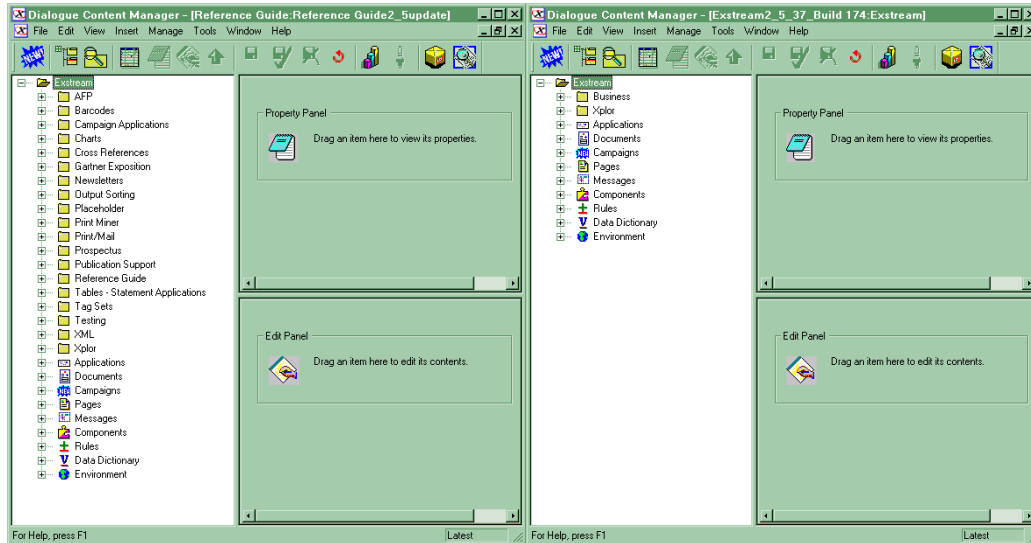 Dialogue Content Manager - [Reference Guide:Reference Guide2_5update]
File Edit View Insert Manage Tools Window Help
Exstream
AFP
Barcodes
Campaign Applications
Charts
Cross References
Gartner Exposition
Newsletters
Output Sorting
Placeholder
Print Miner
Print/Mail
Prospectus
Publication Support
Reference Guide
Tables - Statement Applications
Tag Sets
Testing
XML
Xplor
Applications
Documents
Campaigns
Pages
Messages
Components
Rules
Data Dictionary
Environment
Property Panel
Drag an item here to view its properties.
Edit Panel
Drag an item here to edit its contents.
For Help, press F1
Latest
Dialogue Content Manager - [Exstream2_5_37_Build 174:Exstream]
File Edit View Insert Manage Tools Window Help
Exstream
Business
Xplor
Applications
Documents
Campaigns
Pages
Messages
Components
Rules
Data Dictionary
Environment
Property Panel
Drag an item here to view its properties.
Edit Panel
Drag an item here to edit its contents.
For Help, press F1
Latest